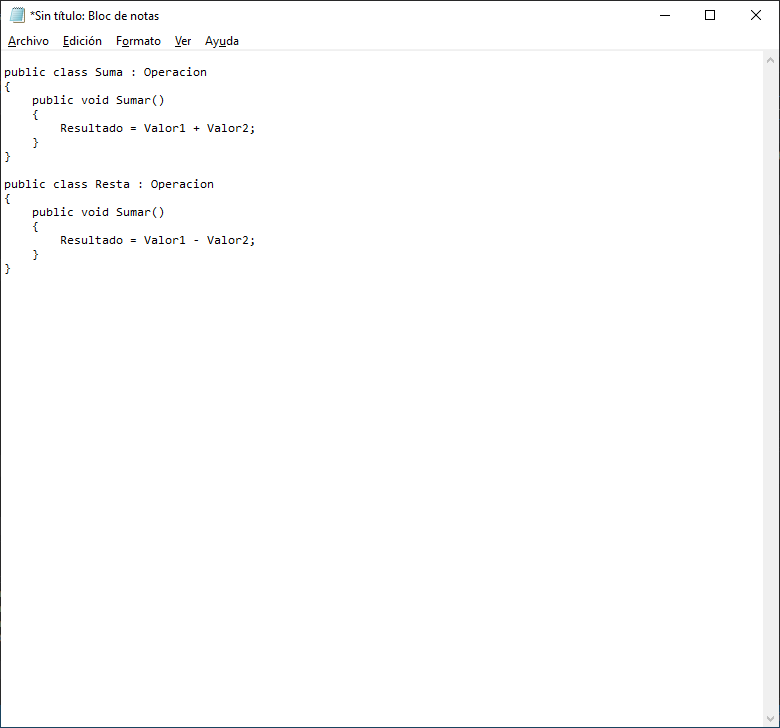 *Sin título: Bloc de notas
Archivo Edición Formato Ver Ayuda
public class Suma : Operacion
{
    public void Sumar()
    {
        Resultado = Valor1 + Valor2;
    }
}

public class Resta : Operacion
{
    public void Sumar()
    {
        Resultado = Valor1 - Valor2;
    }
}